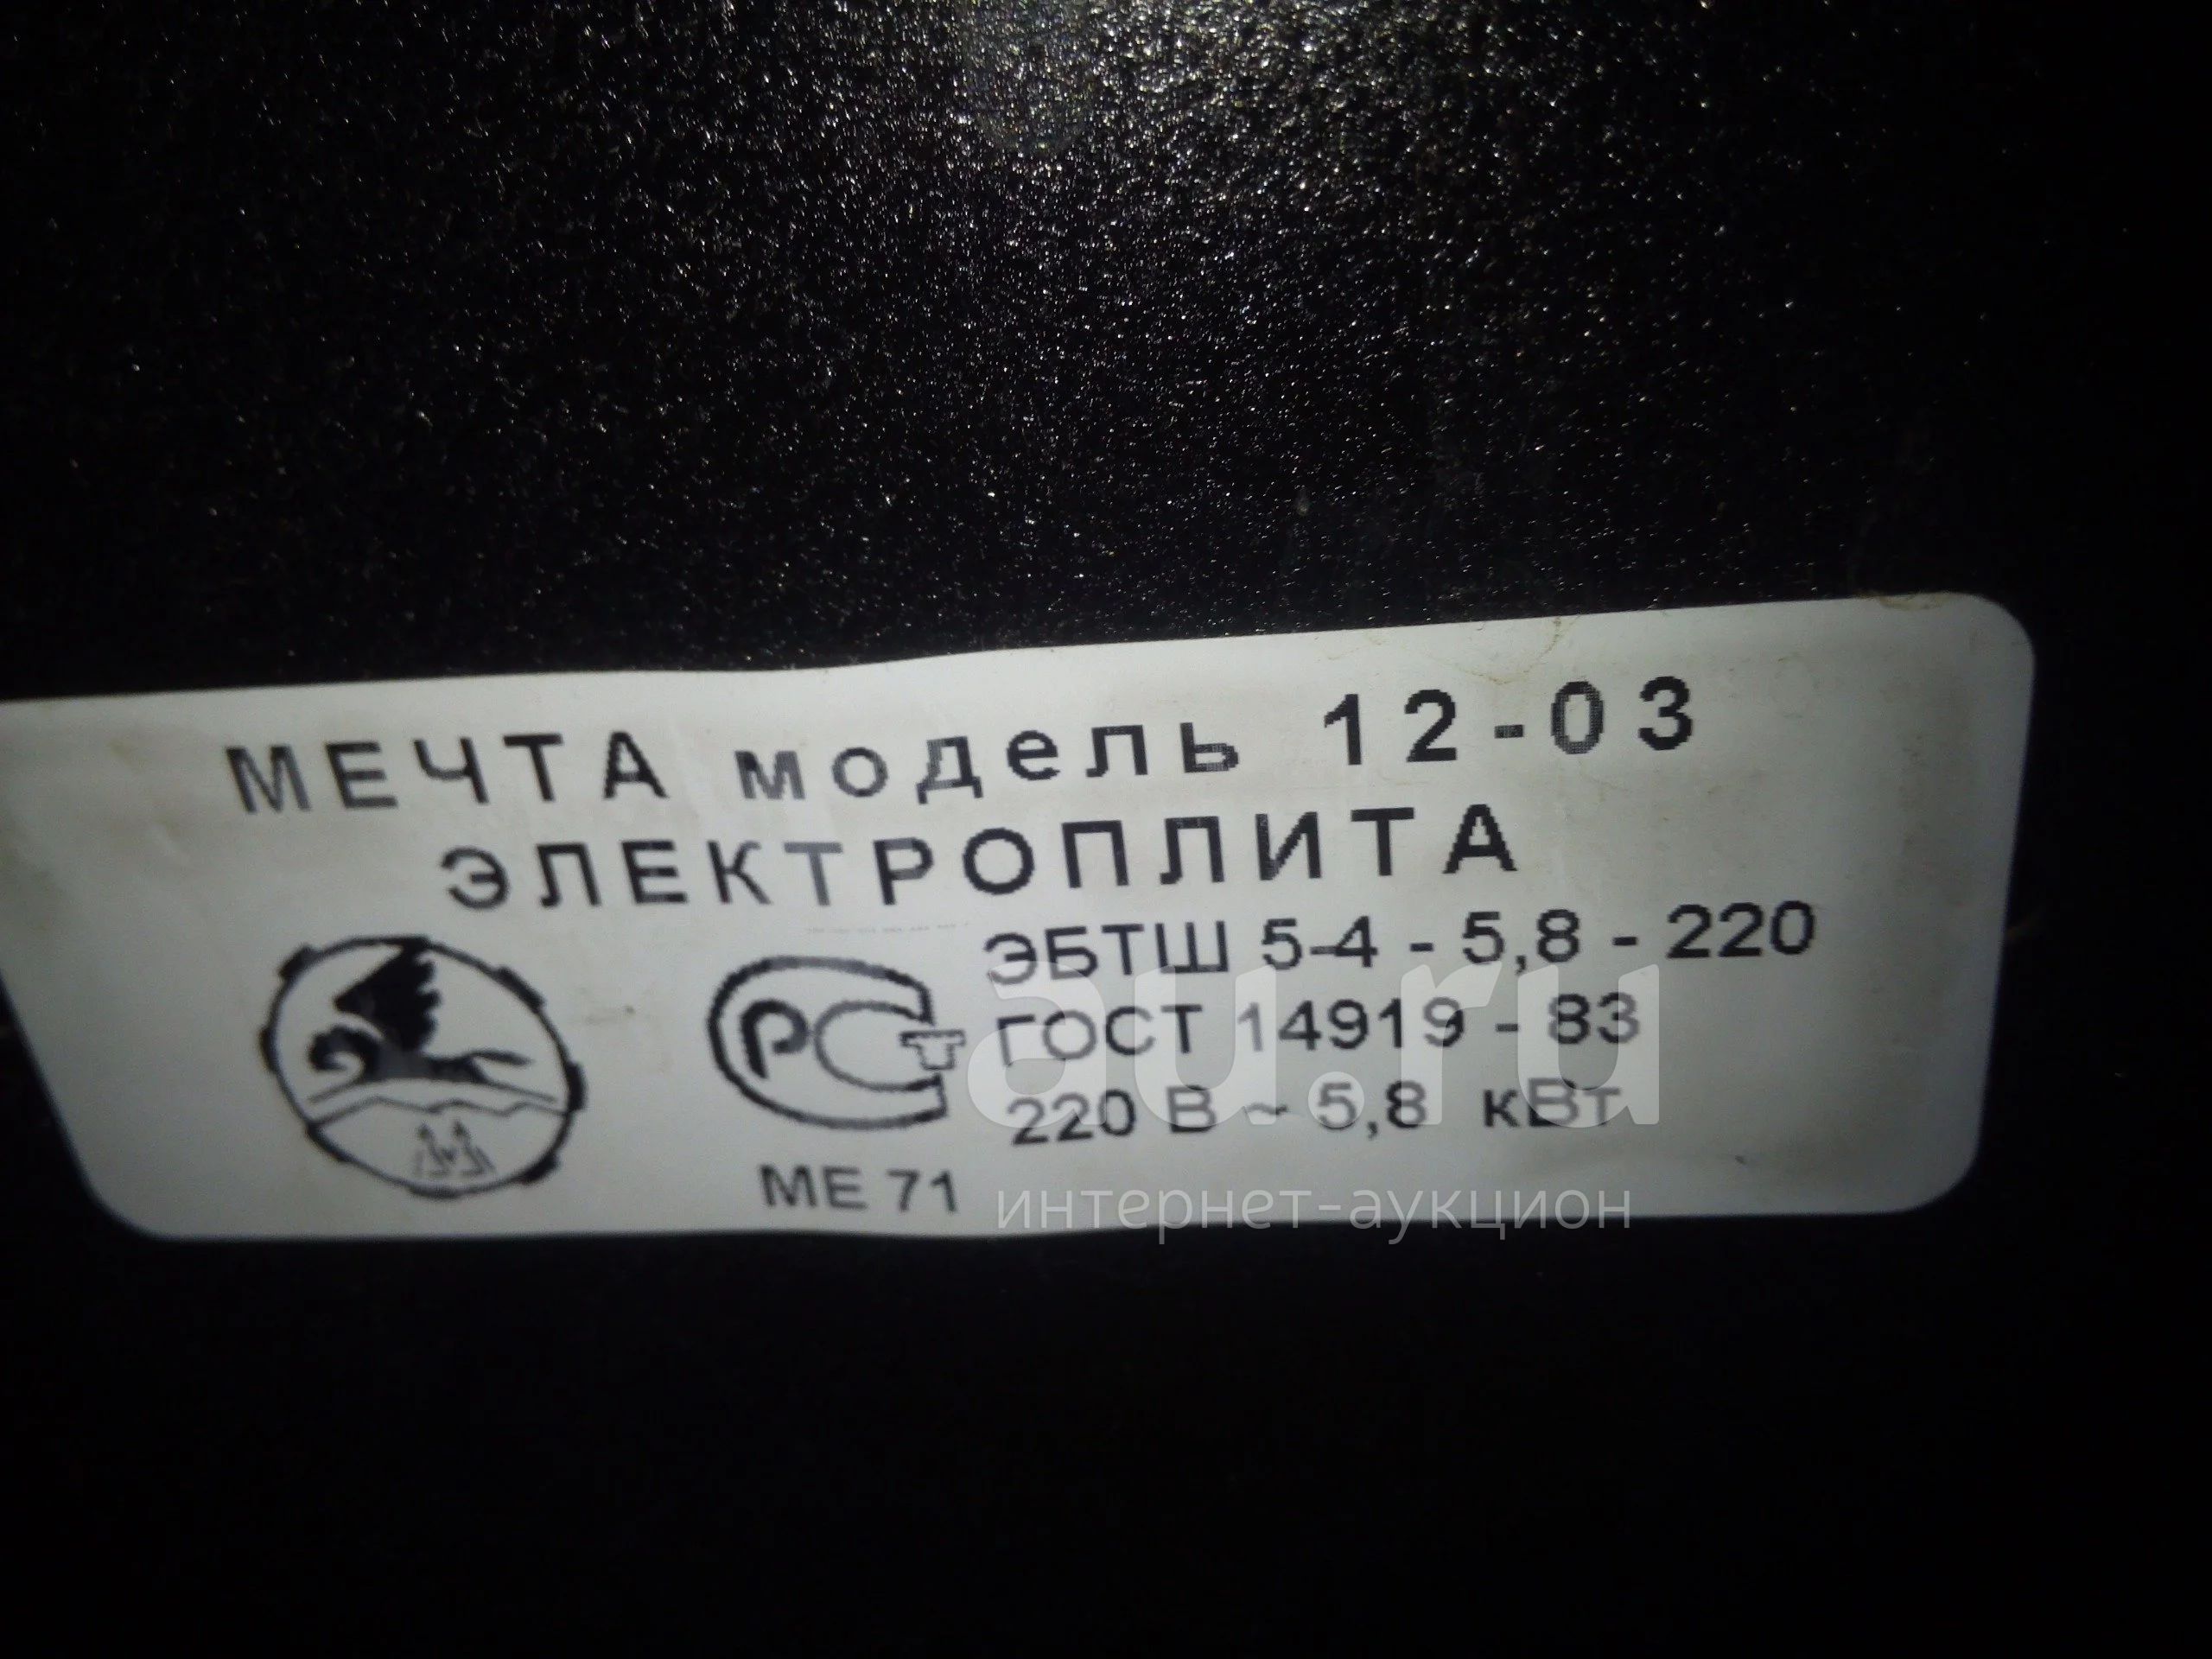 МЕЧТА модель 12-03
ЭЛЕКТРОПЛИТА
ЭБТШ 5-4 - 5,8 - 220
ГОСТ 14919 - 83
220 В ~ 5,8 кВт
РСТ
МЕ 71
au.ru
интернет-аукцион